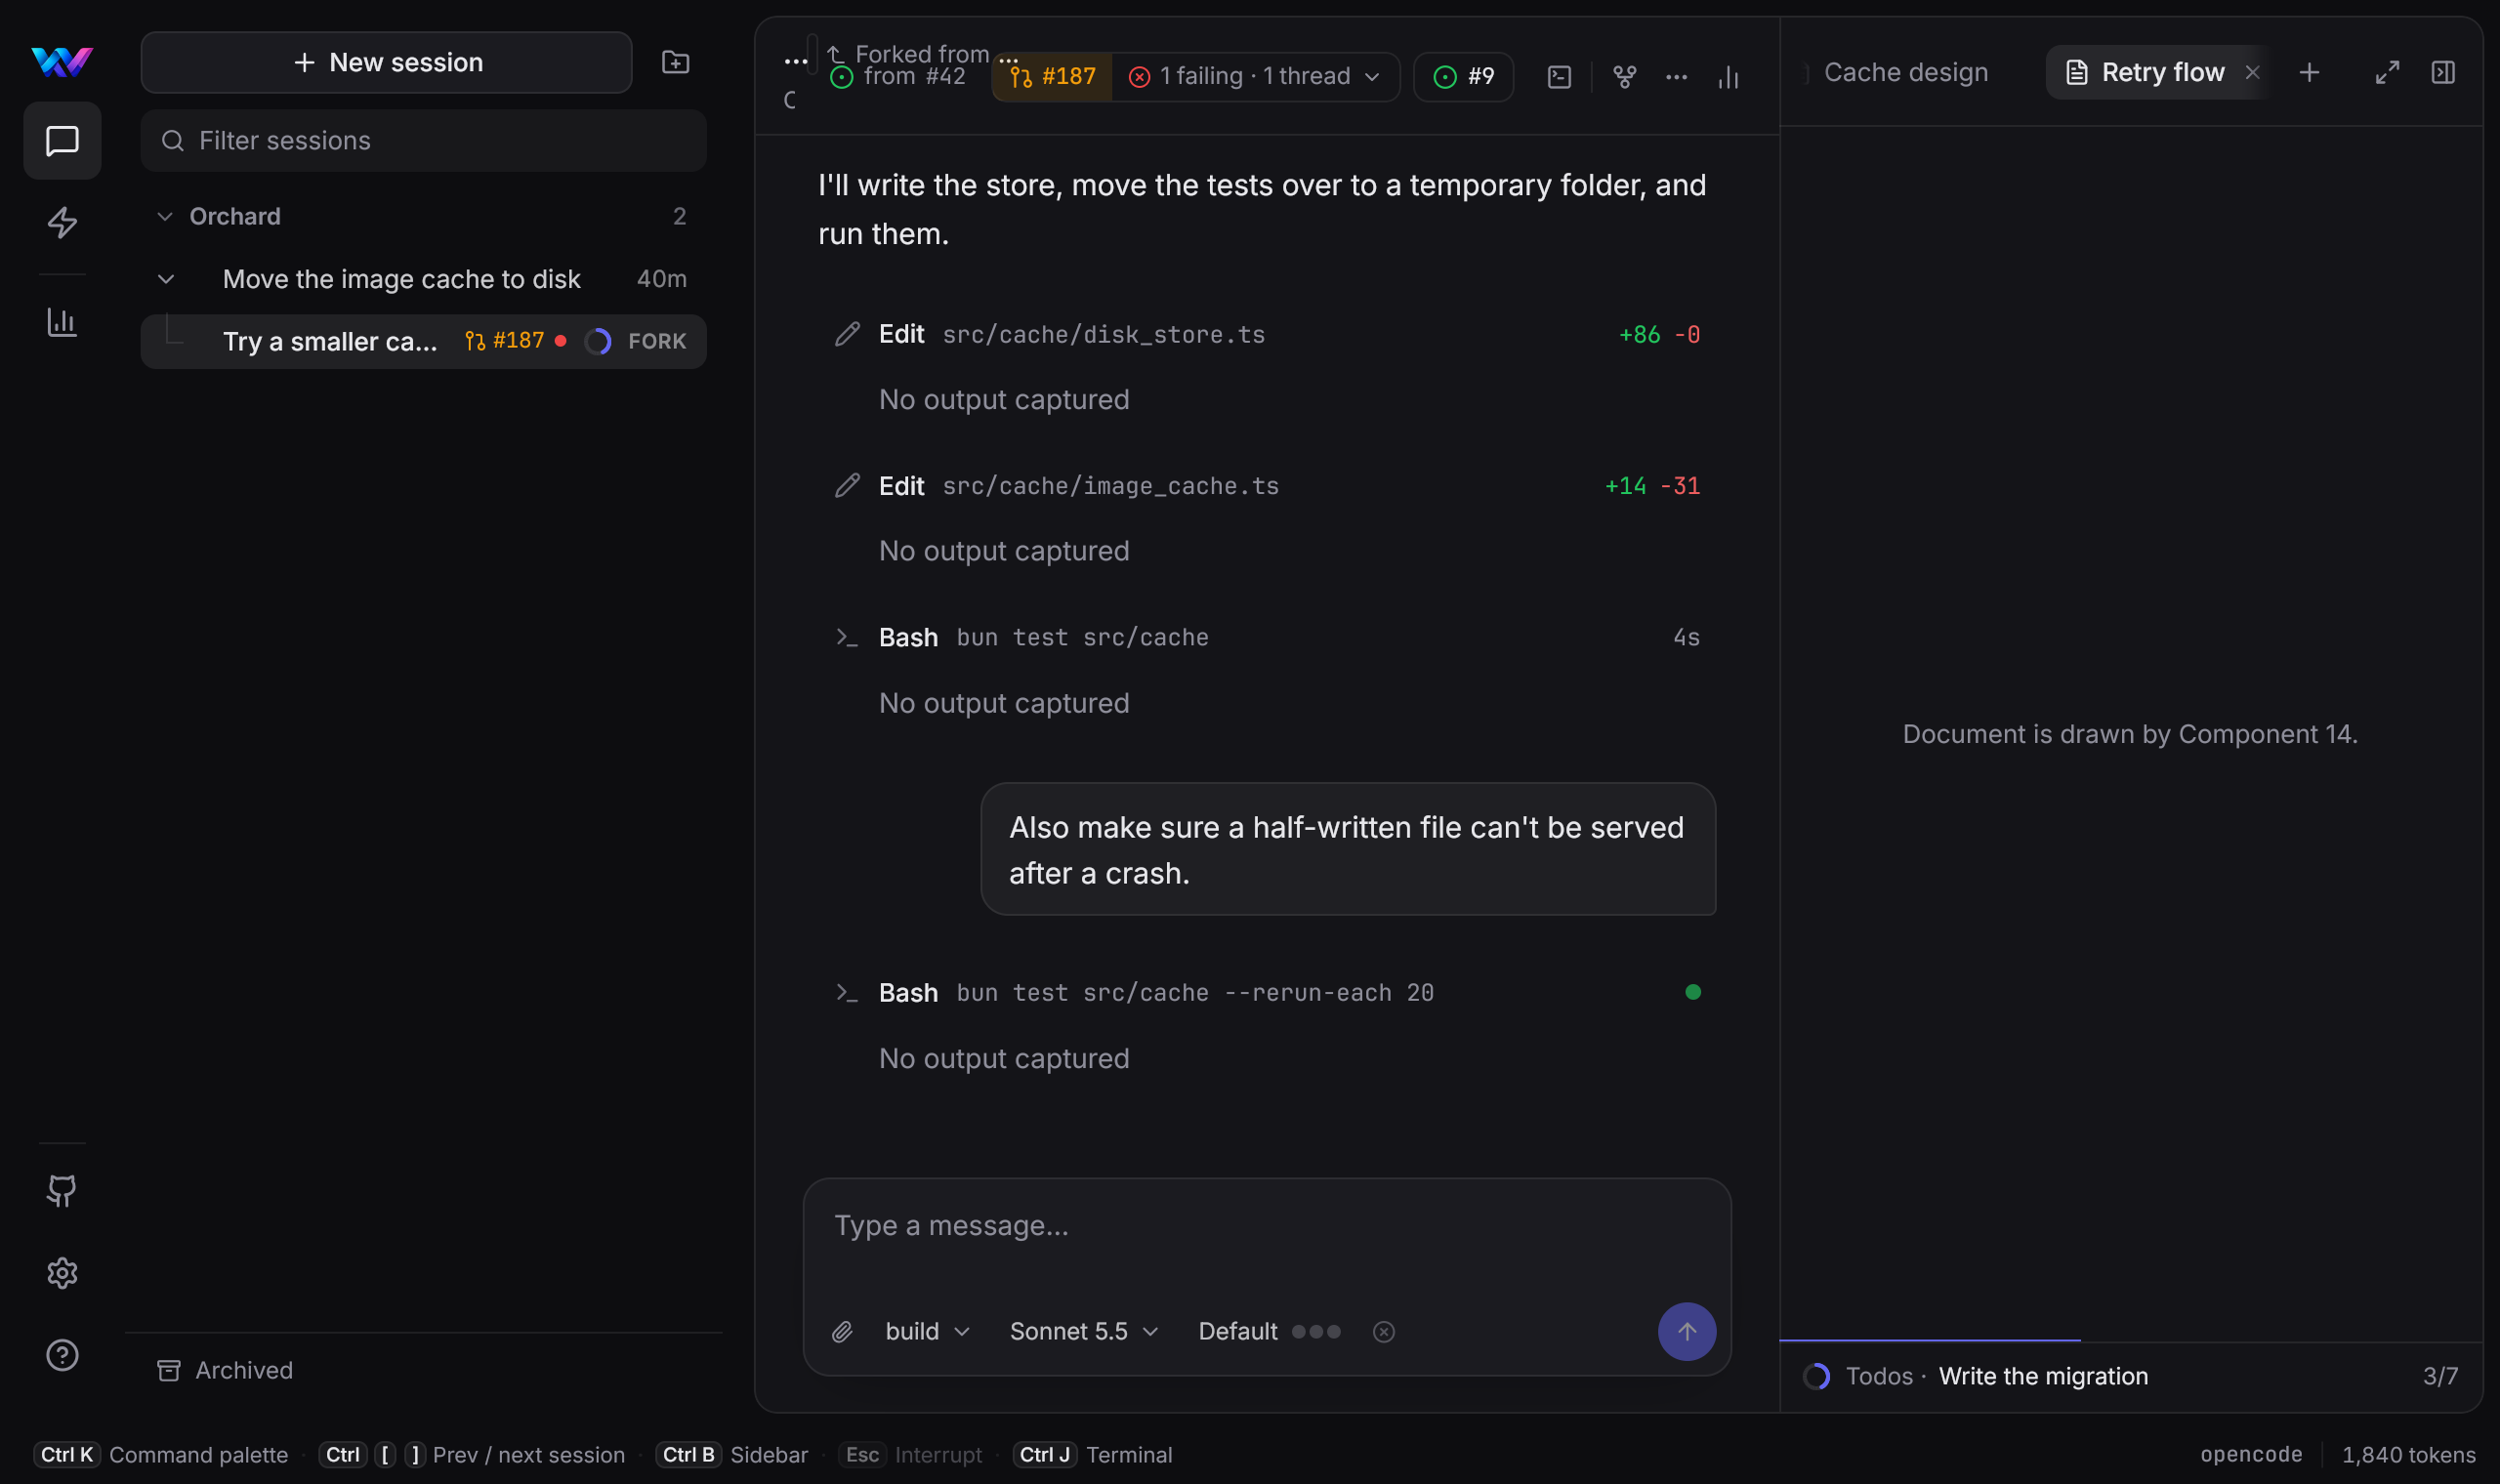 New session
Filter sessions
Orchard 2
Move the image cache to disk 40m
Try a smaller ca... #187 FORK
Archived
... Forked from ...
from #42 #187 1 failing · 1 thread #9
Cache design Retry flow
I'll write the store, move the tests over to a temporary folder, and
run them.
Edit src/cache/disk_store.ts +86 -0
No output captured
Edit src/cache/image_cache.ts +14 -31
No output captured
Bash bun test src/cache 4s
No output captured
Also make sure a half-written file can't be served
after a crash.
Bash bun test src/cache --rerun-each 20
No output captured
Type a message...
build Sonnet 5.5 Default
Document is drawn by Component 14.
Todos · Write the migration 3/7
Ctrl K Command palette · Ctrl [ ] Prev / next session · Ctrl B Sidebar · Esc Interrupt · Ctrl J Terminal
opencode 1,840 tokens